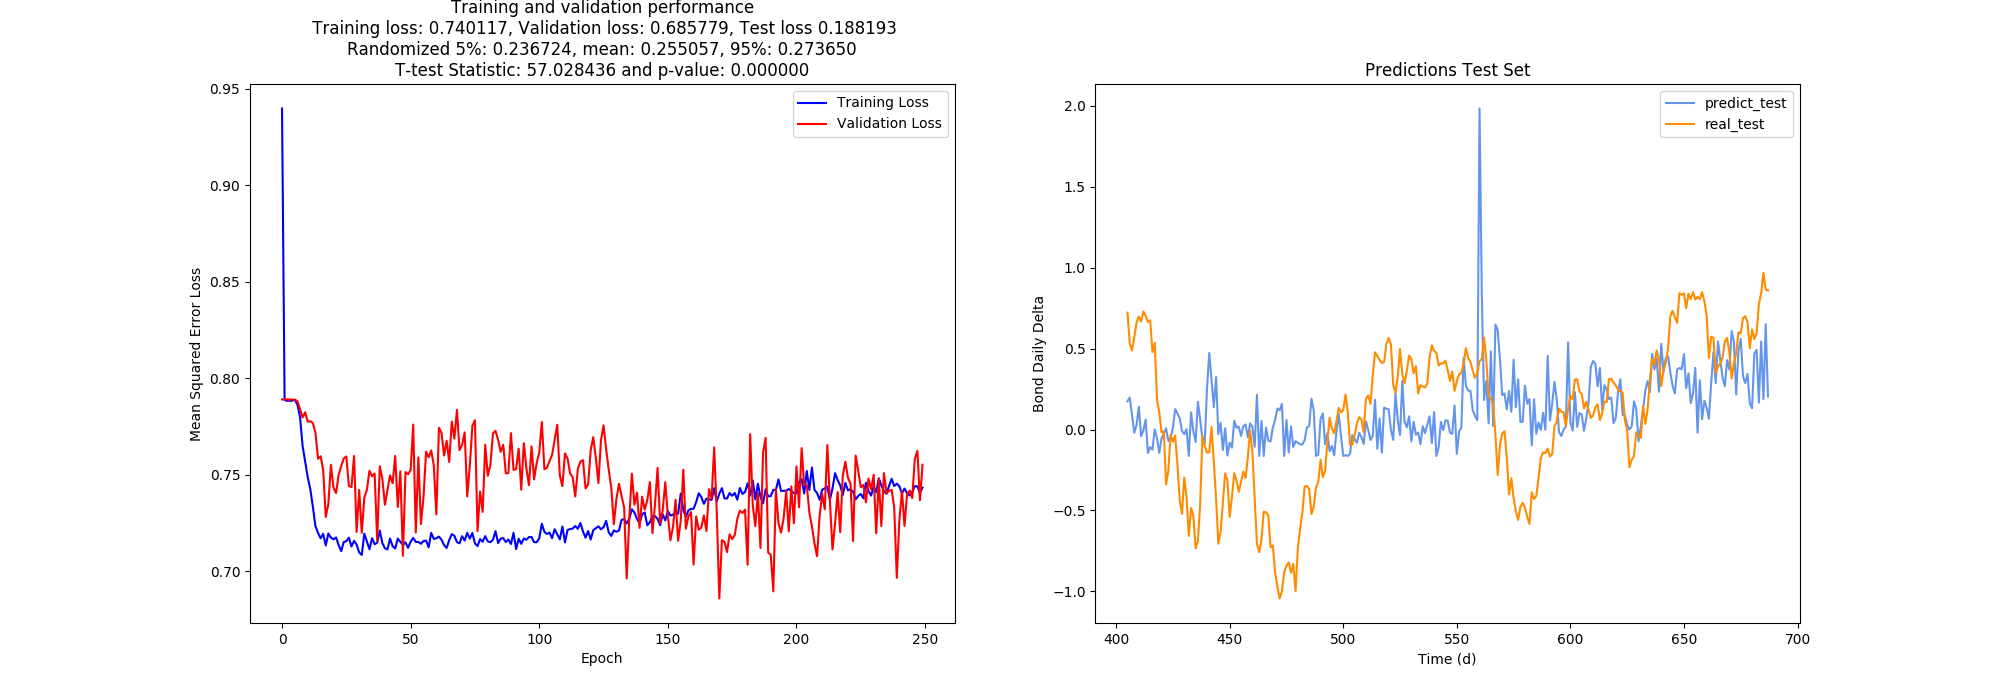 Training and validation performance
Training loss: 0.740117, Validation loss: 0.685779, Test loss 0.188193
Randomized 5%: 0.236724, mean: 0.255057, 95%: 0.273650
T-test Statistic: 57.028436 and p-value: 0.000000
Training Loss
Validation Loss
Mean Squared Error Loss
0.95
0.90
0.85
0.80
0.75
0.70
0
50
100
150
200
250
Epoch
Predictions Test Set
predict_test
real_test
Bond Daily Delta
2.0
1.5
1.0
0.5
0.0
−0.5
−1.0
400
450
500
550
600
650
700
Time (d)